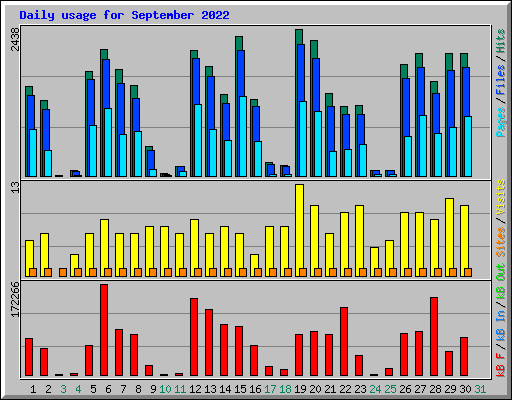 Daily usage for September 2022
2438
Pages / Files / Hits
13
Sites / Visits
172266
kB F / kB In / kB Out
1 2 3 4 5 6 7 8 9 10 11 12 13 14 15 16 17 18 19 20 21 22 23 24 25 26 27 28 29 30 31